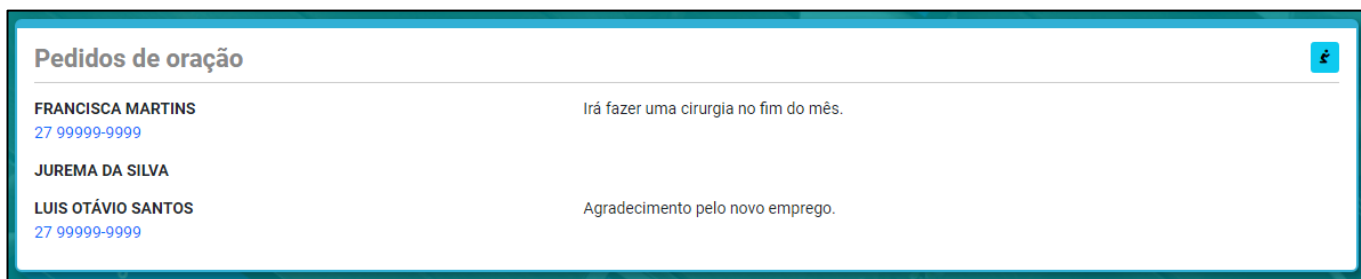 Pedidos de oração
FRANCISCA MARTINS
Irá fazer uma cirurgia no fim do mês.
27 99999-9999
JUREMA DA SILVA
LUIS OTÁVIO SANTOS
Agradecimento pelo novo emprego.
27 99999-9999